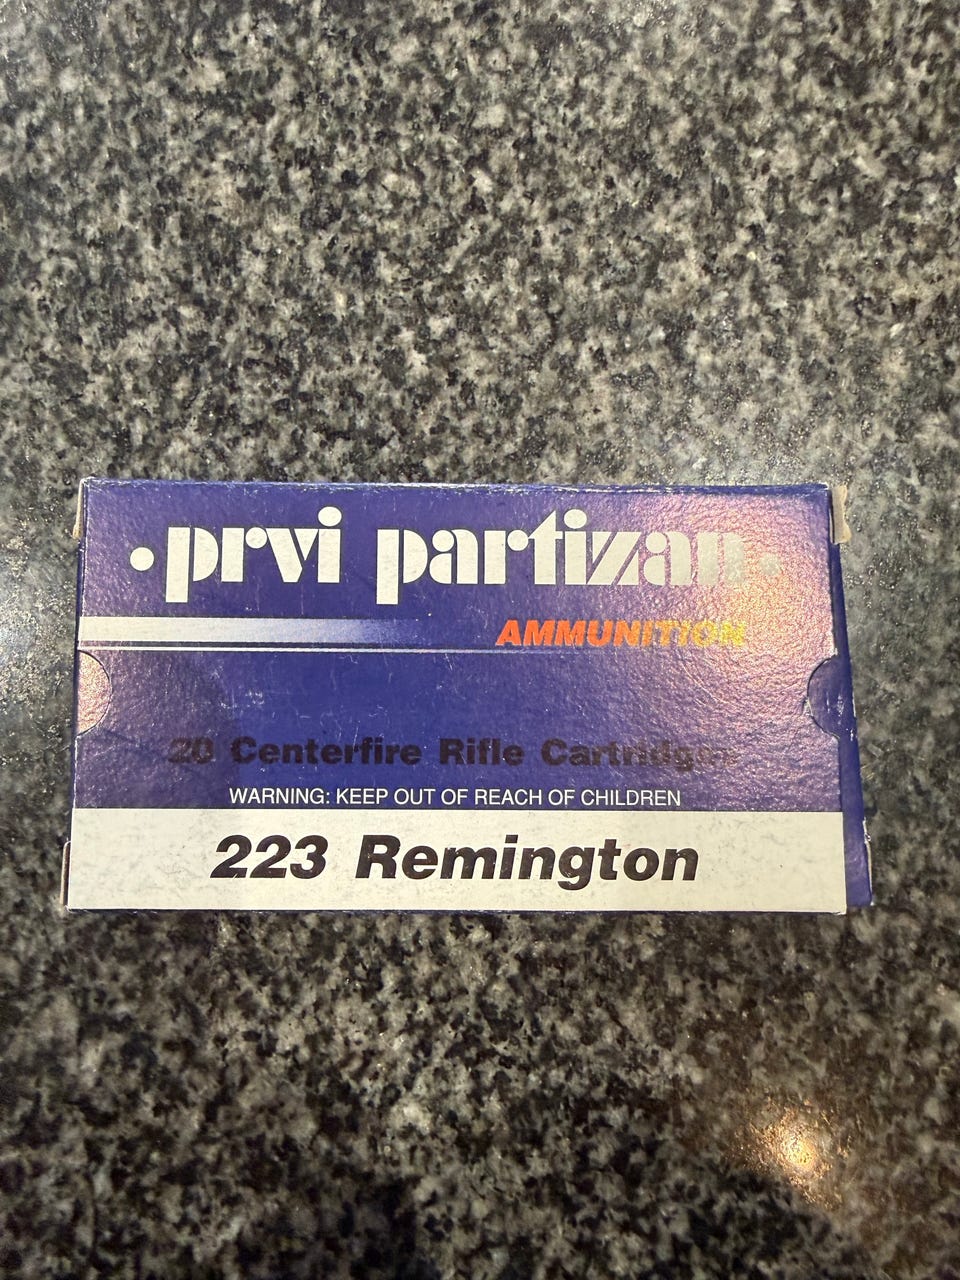 •prvi partizan•
AMMUNITION
20 Centerfire Rifle Cartridges
WARNING: KEEP OUT OF REACH OF CHILDREN
223 Remington